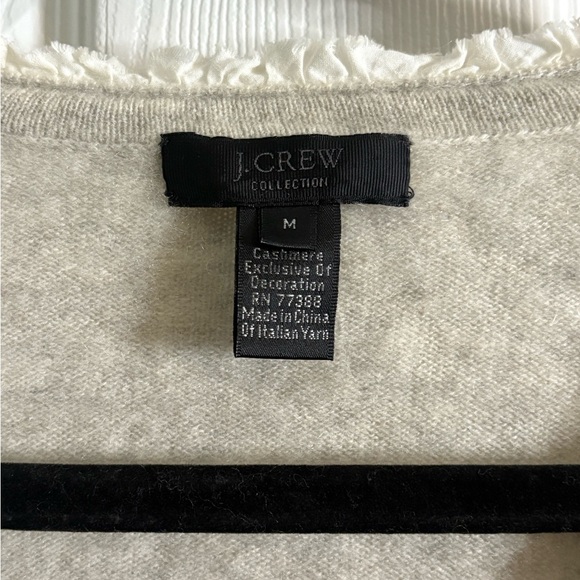 J.CREW
COLLECTION
M
Cashmere
Exclusive Of
Decoration
RN 77388
Made in China
Of Italian Yarn